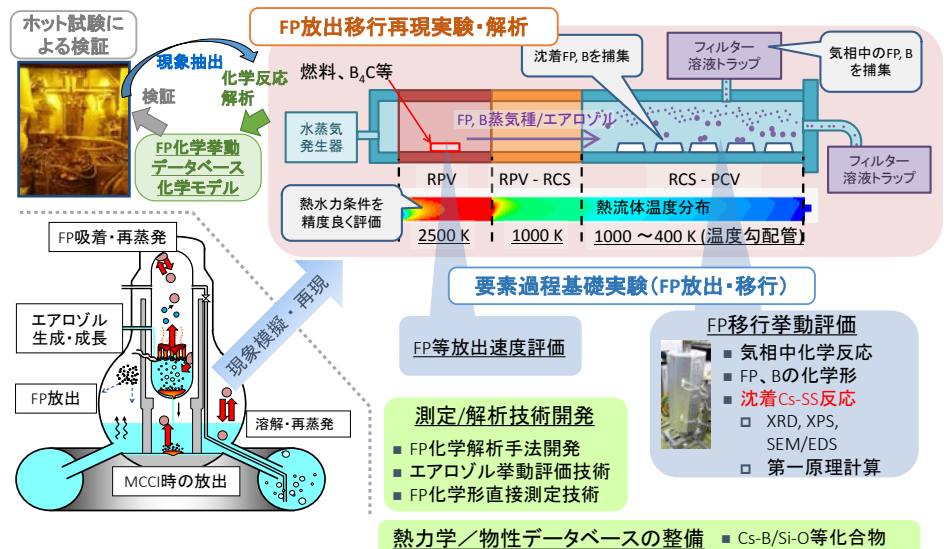 ホット試験に
よる検証
現象抽出
化学反応
解析
検証
FP化学挙動
データベース
化学モデル
FP放出移行再現実験・解析
フィルター
溶液トラップ
気相中のFP, B
を捕集
沈着FP, Bを捕集
燃料、B₄C等
水蒸気
発生器
FP, B蒸気種/エアロゾル
フィルター
溶液トラップ
RPV
RPV - RCS
RCS - PCV
熱水力条件を
精度良く評価
熱流体温度分布
2500 K
1000 K
1000 ～400 K (温度勾配管)
FP吸着・再蒸発
エアロゾル
生成・成長
FP放出
溶解・再蒸発
MCCI時の放出
現象模擬・再現
要素過程基礎実験（FP放出・移行）
FP等放出速度評価
FP移行挙動評価
■ 気相中化学反応
■ FP、Bの化学形
■ 沈着Cs-SS反応
□ XRD, XPS,
SEM/EDS
□ 第一原理計算
測定/解析技術開発
■ FP化学解析手法開発
■ エアロゾル挙動評価技術
■ FP化学形直接測定技術
熱力学／物性データベースの整備 ■ Cs-B/Si-O等化合物